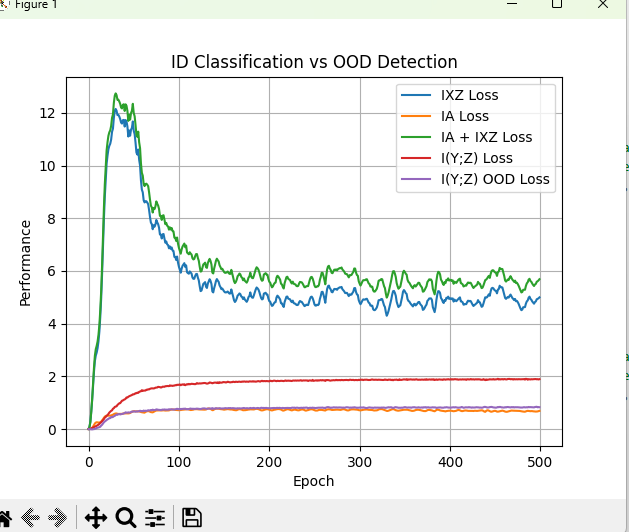 Figure 1
ID Classification vs OOD Detection
IXZ Loss
IA Loss
IA + IXZ Loss
I(Y;Z) Loss
I(Y;Z) OOD Loss
Performance
12
10
8
6
4
2
0
0 100 200 300 400 500
Epoch